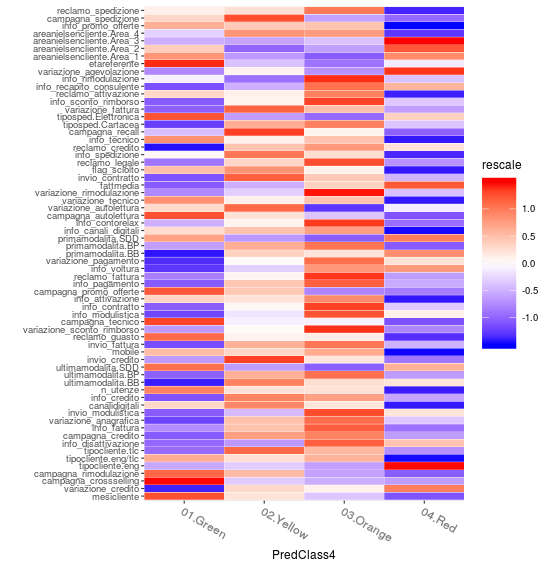 reclamo_spedizione
campagna_spedizione
info_promo_offerte
areanielsencliente.Area_4
areanielsencliente.Area_3
areanielsencliente.Area_2
areanielsencliente.Area_1
etareferente
variazione_agevolazione
info_rimodulazione
info_recapito_consulente
reclamo_attivazione
info_sconto_rimborso
variazione_fattura
tiposped.Elettronica
tiposped.Cartacea
campagna_recall
info_tecnico
reclamo_credito
info_spedizione
reclamo_legale
flag_sciolto
invio_contratto
fattmedia
variazione_rimodulazione
variazione_tecnico
variazione_autolettura
campagna_autolettura
info_contorelax
info_canali_digitali
primamodalita.SDD
primamodalita.BP
primamodalita.BB
variazione_pagamento
info_voltura
reclamo_fattura
info_pagamento
campagna_promo_offerte
info_attivazione
info_contratto
info_modulistica
campagna_tecnico
variazione_sconto_rimborso
reclamo_guasto
invio_fattura
mobile
invio_credito
ultimamodalita.SDD
ultimamodalita.BP
ultimamodalita.BB
n_utenze
info_credito
canalidigitali
invio_modulistica
variazione_anagrafica
info_fattura
campagna_credito
info_disattivazione
tipocliente.tlc
tipocliente.eng/tlc
tipocliente.eng
campagna_rimodulazione
campagna_crossselling
variazione_credito
mesicliente
01.Green
02.Yellow
03.Orange
04.Red
PredClass4
rescale
1.0
0.5
0.0
-0.5
-1.0